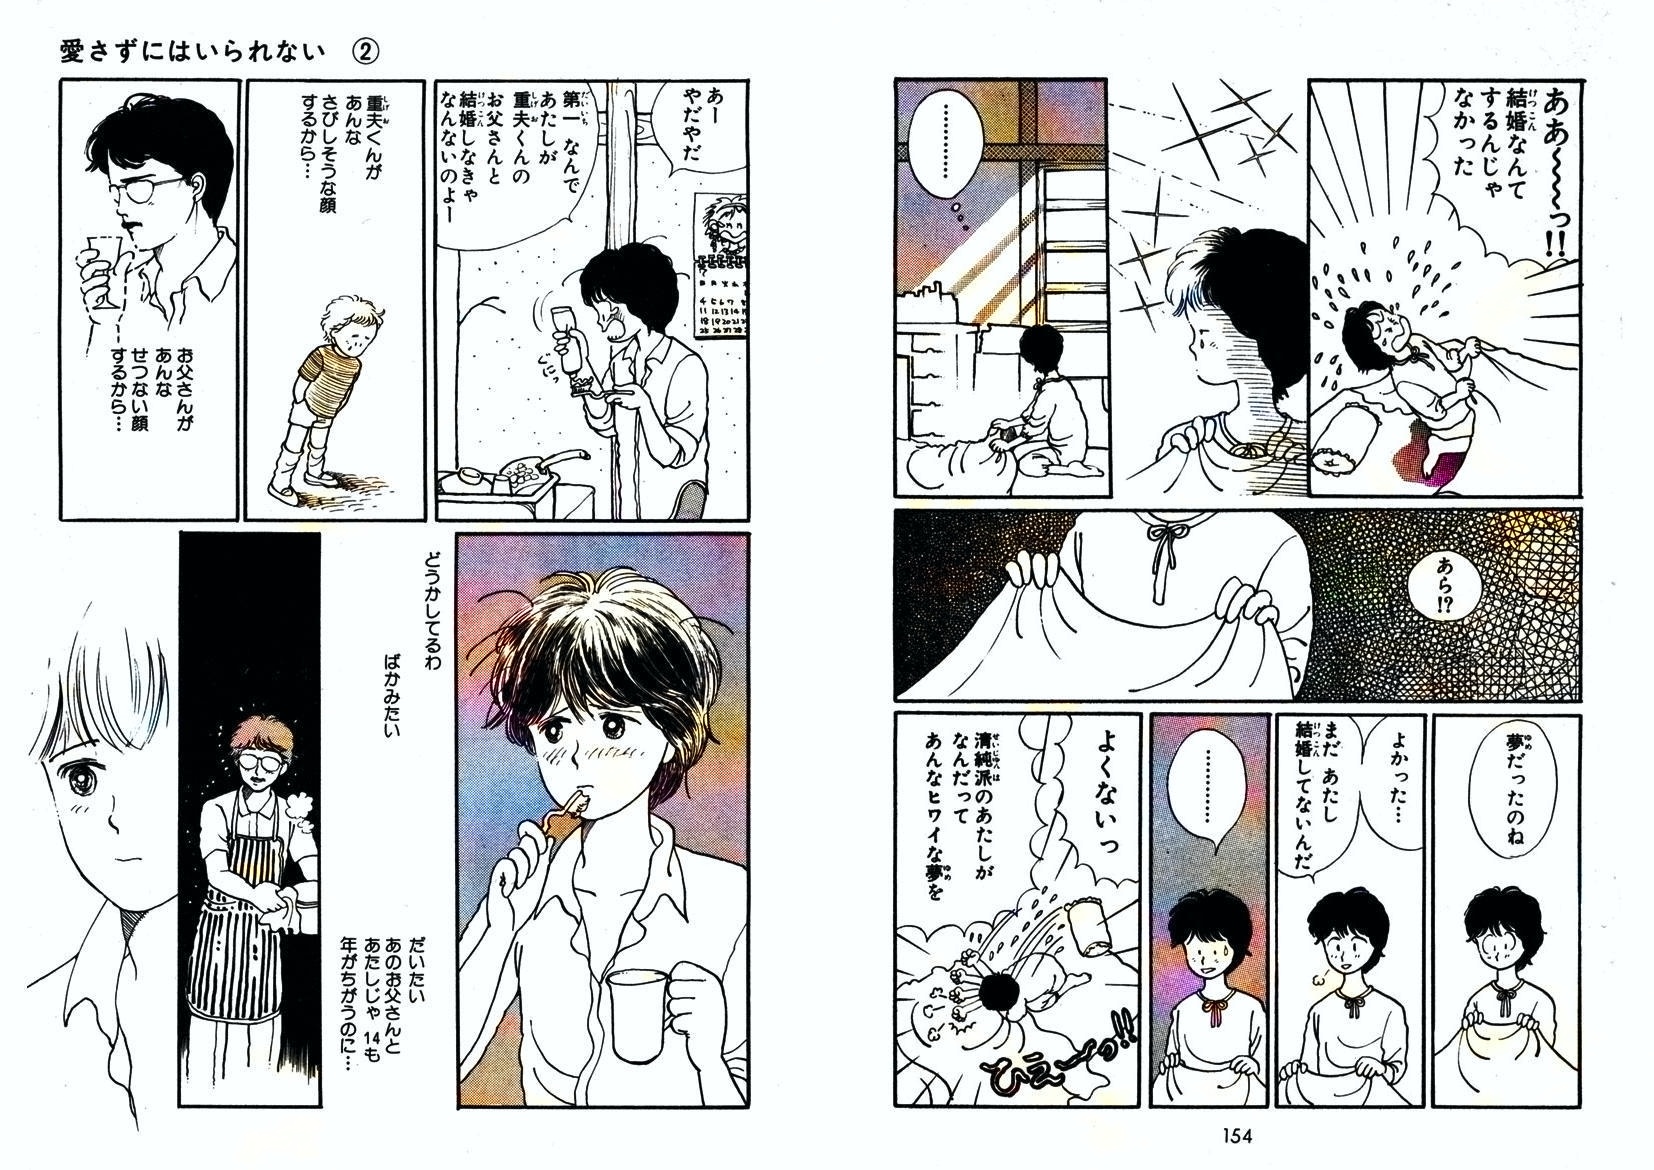 ああ〜〜〜〜っ!!
結婚なんて
するんじゃ
なかった
…………
あら!?
夢だったのね
よかった…
まだ あたし
結婚してないんだ
…………
よくないっ
清純派のあたしが
なんだって
あんなヒワイな夢を
ひえーっ!!
154
愛さずにはいられない ②
あー
やだやだ
第一 なんで
あたしが
重夫くんの
お父さんと
結婚しなきゃ
なんないのよー
ぐにっ
重夫くんが
あんな
さびしそうな顔
するから…
お父さんが
あんな
せつない顔
するから…
どうかしてるわ
ばかみたい
だいたい
あのお父さんと
あたしじゃ 14も
年がちがうのに…